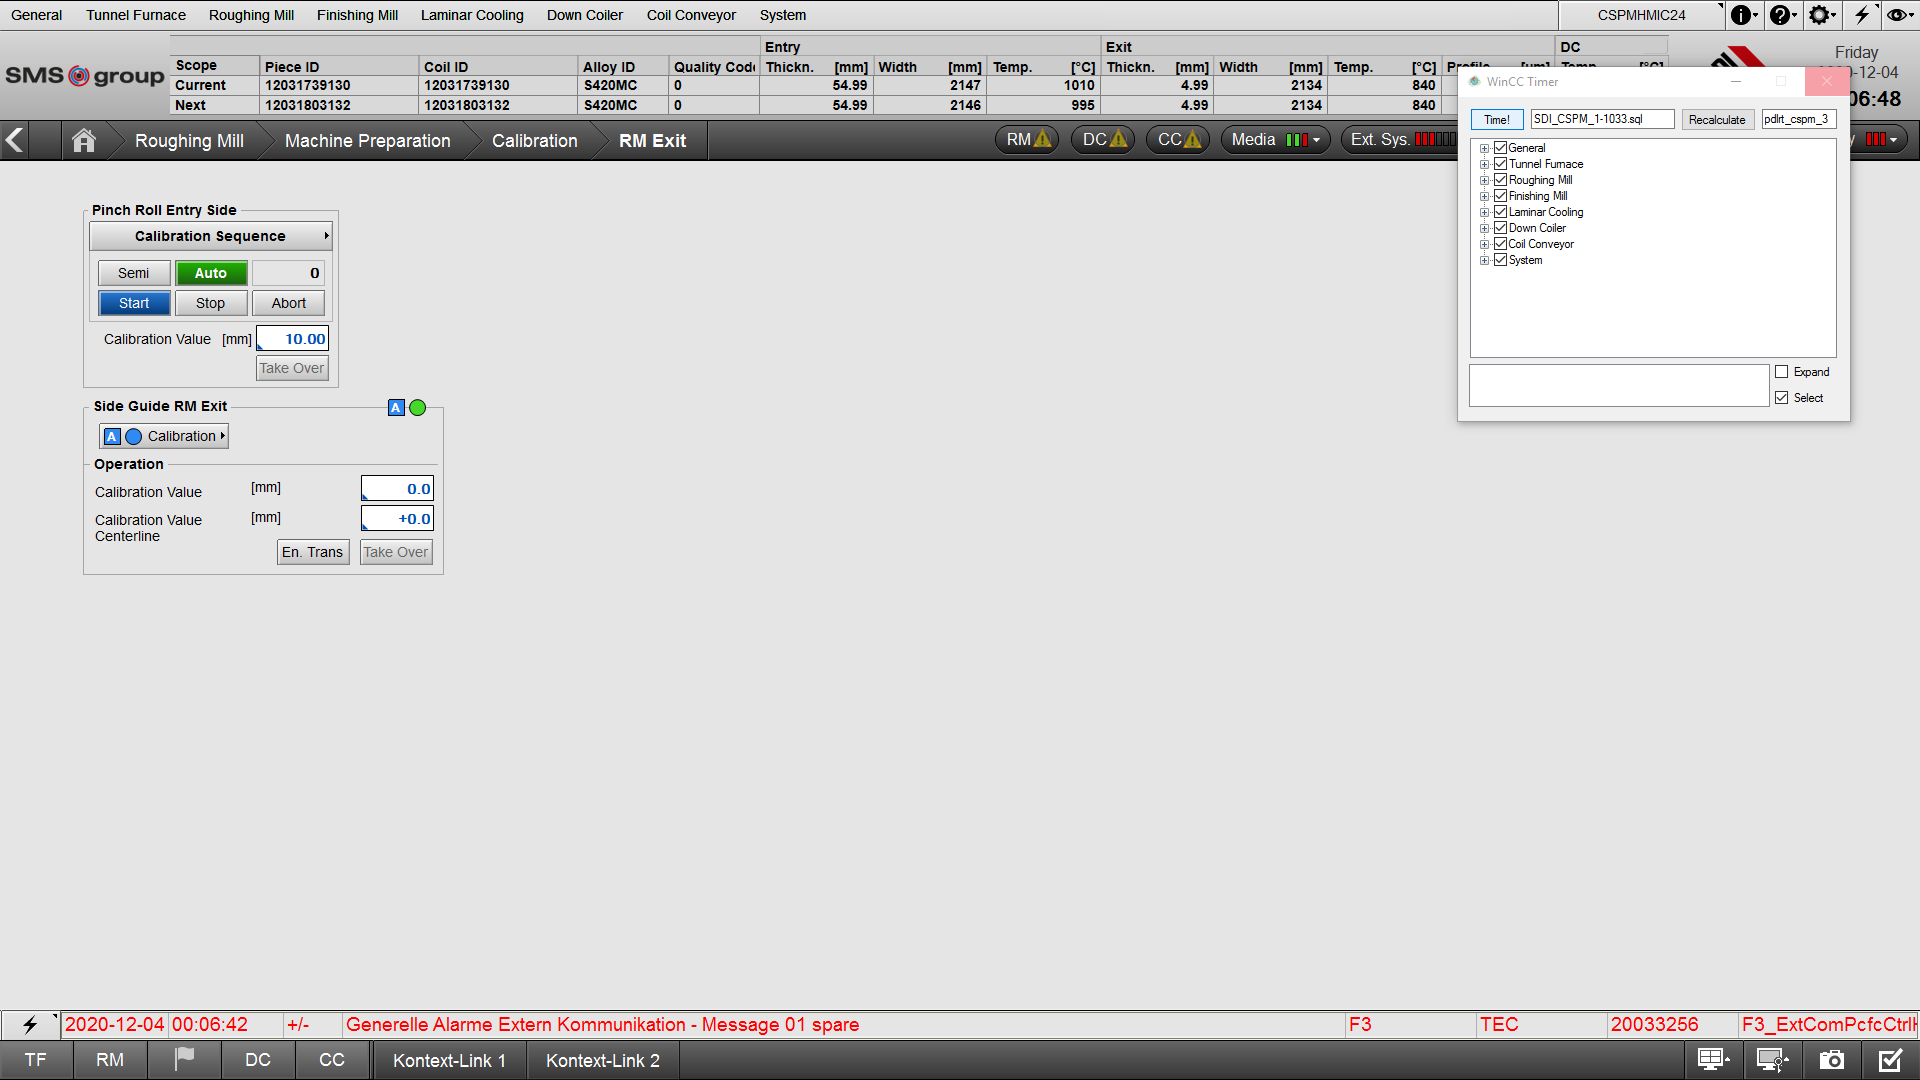 General Tunnel Furnace Roughing Mill Finishing Mill Laminar Cooling Down Coiler Coil Conveyor System CSPMHMIC24
Entry Exit DC
Scope Piece ID Coil ID Alloy ID Quality Thickn. [mm] Width [mm] Temp. [°C] Thickn. [mm] Width [mm] Temp. [°C]
Current 12031739130 12031739130 S420MC 0 54.99 2147 1010 4.99 2134 840
Next 12031803132 12031803132 S420MC 0 54.99 2146 995 4.99 2134 840
SMS group
Friday
-12-04
06:48
Roughing Mill Machine Preparation Calibration RM Exit RM DC CC Media Ext. Sys.
WinCC Timer
Time! SDI_CSPM_1-1033.sql Recalculate pdlrt_cspm_3
General
Tunnel Furnace
Roughing Mill
Finishing Mill
Laminar Cooling
Down Coiler
Coil Conveyor
System
Expand
Select
Pinch Roll Entry Side
Calibration Sequence
Semi Auto 0
Start Stop Abort
Calibration Value [mm] 10.00
Take Over
Side Guide RM Exit A
A Calibration
Operation
Calibration Value [mm] 0.0
Calibration Value [mm] +0.0
Centerline
En. Trans Take Over
2020-12-04 00:06:42 +/- Generelle Alarme Extern Kommunikation - Message 01 spare F3 TEC 20033256 F3_ExtComPcfcCtrl
TF RM DC CC Kontext-Link 1 Kontext-Link 2